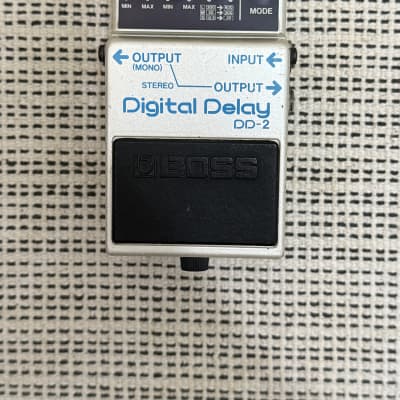 MIN MAX MIN MAX
MODE
OUTPUT INPUT
(MONO)
STEREO OUTPUT
Digital Delay
DD-2
BOSS